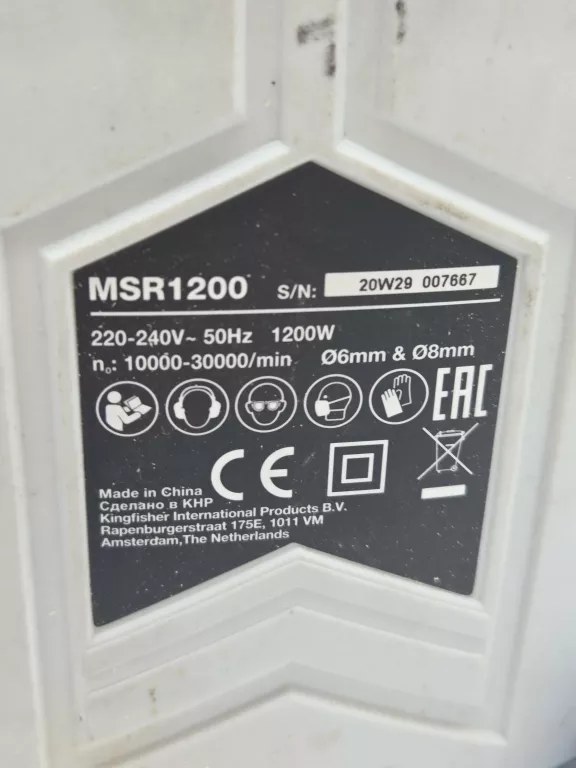 MSR1200 S/N: 20W29 007667
220-240V~ 50Hz 1200W
n₀: 10000-30000/min Ø6mm & Ø8mm
EAC
CE
Made in China
Сделано в КНР
Kingfisher International Products B.V.
Rapenburgerstraat 175E, 1011 VM
Amsterdam,The Netherlands